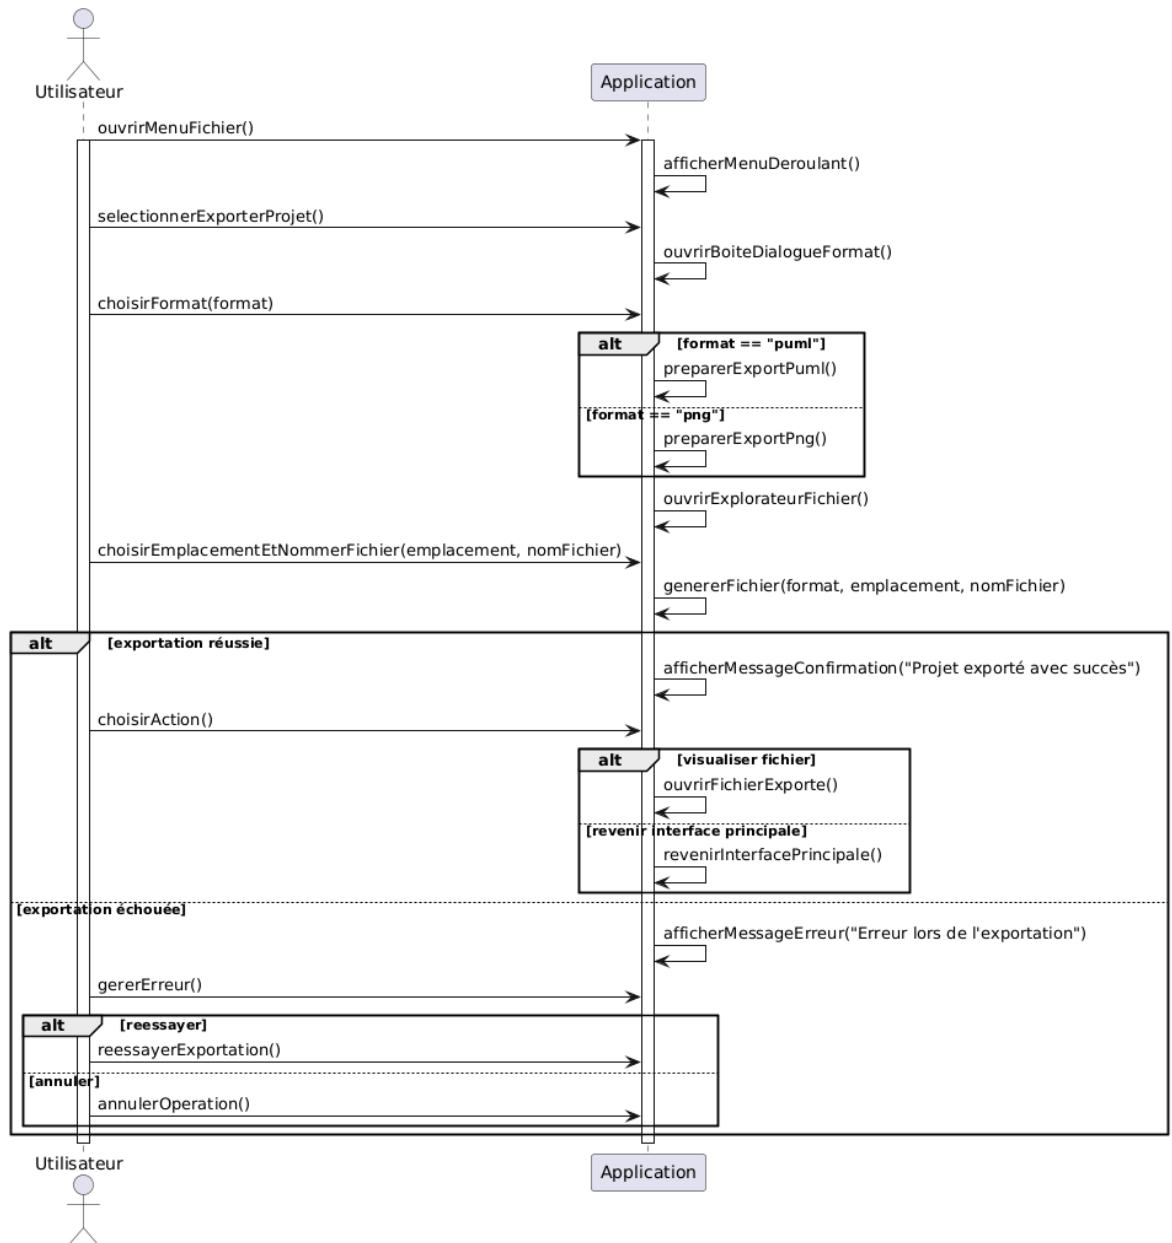 Utilisateur
Application
ouvrirMenuFichier()
afficherMenuDeroulant()
selectionnerExporterProjet()
ouvrirBoiteDialogueFormat()
choisirFormat(format)
alt [format == "puml"]
preparerExportPuml()
[format == "png"]
preparerExportPng()
ouvrirExplorateurFichier()
choisirEmplacementEtNommerFichier(emplacement, nomFichier)
genererFichier(format, emplacement, nomFichier)
alt [exportation réussie]
afficherMessageConfirmation("Projet exporté avec succès")
choisirAction()
alt [visualiser fichier]
ouvrirFichierExporte()
[revenir interface principale]
revenirInterfacePrincipale()
[exportation échouée]
afficherMessageErreur("Erreur lors de l'exportation")
gererErreur()
alt [reessayer]
reessayerExportation()
[annuler]
annulerOperation()
Utilisateur
Application